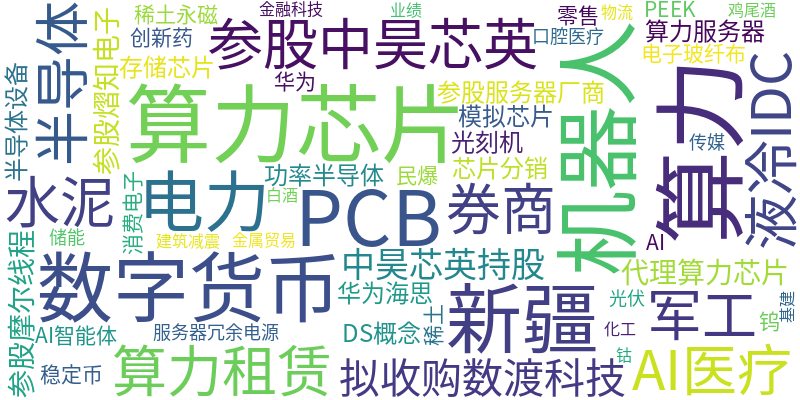 稀土永磁
金融科技
业绩
零售
物流
PEEK
鸡尾酒
半导体
参股熠知电子
创新药
参股中昊芯英
口腔医疗
算力服务器
存储芯片
华为
电子玻纤布
半导体设备
算力芯片
参股服务器厂商
模拟芯片
机器人
算力
液冷IDC
光刻机
传媒
水泥
电力
功率半导体
民爆
芯片分销
白酒
PCB
券商
消费电子
储能
建筑减震
金属贸易
AI
参股摩尔线程
数字货币
中昊芯英持股
代理算力芯片
华为海思
新疆
光伏
军工
基建
AI智能体
服务器冗余电源
DS概念
稀土
化工
钨
稳定币
算力租赁
拟收购数渡科技
钴
AI医疗